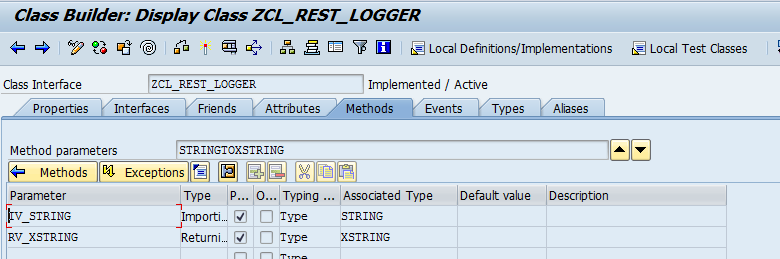 Class Builder: Display Class ZCL_REST_LOGGER
Local Definitions/Implementations Local Test Classes
Class Interface ZCL_REST_LOGGER Implemented / Active
Properties Interfaces Friends Attributes Methods Events Types Aliases
Method parameters STRINGTOXSTRING
Methods Exceptions
Parameter Type P... O... Typing ... Associated Type Default value Description
IV_STRING Importi... Type STRING
RV_XSTRING Returni... Type XSTRING
Type